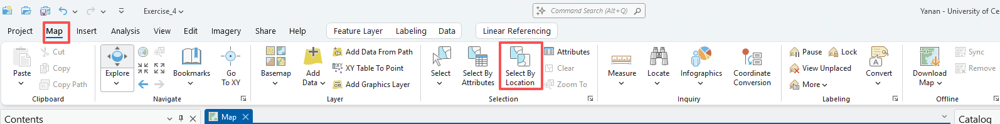 Exercise_4
Command Search (Alt+Q)
Yanan - University of Ce
Project Map Insert Analysis View Edit Imagery Share Help Feature Layer Labeling Data Linear Referencing
Paste
Cut
Copy
Copy Path
Clipboard
Explore
Bookmarks
Go
To XY
Navigate
Basemap
Add
Data
Add Data From Path
XY Table To Point
Add Graphics Layer
Layer
Select
Select By
Attributes
Select By
Location
Attributes
Clear
Zoom To
Selection
Measure
Locate
Infographics
Coordinate
Conversion
Inquiry
Pause
Lock
View Unplaced
More
Convert
Labeling
Download
Map
Sync
Remove
Offline
Contents
Map
Catalog